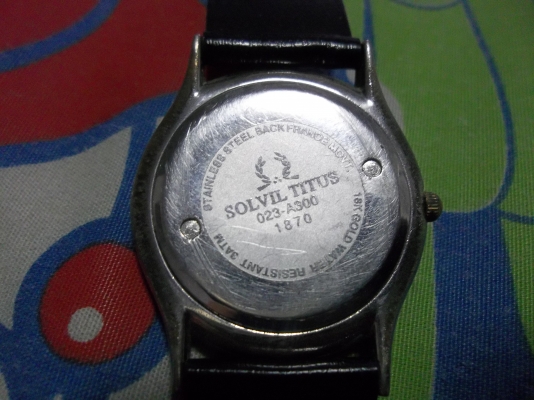 SOLVIL TITUS
023-A300
1870
STAINLESS STEEL BACK
18K GOLD WATER RESISTANT 3ATM